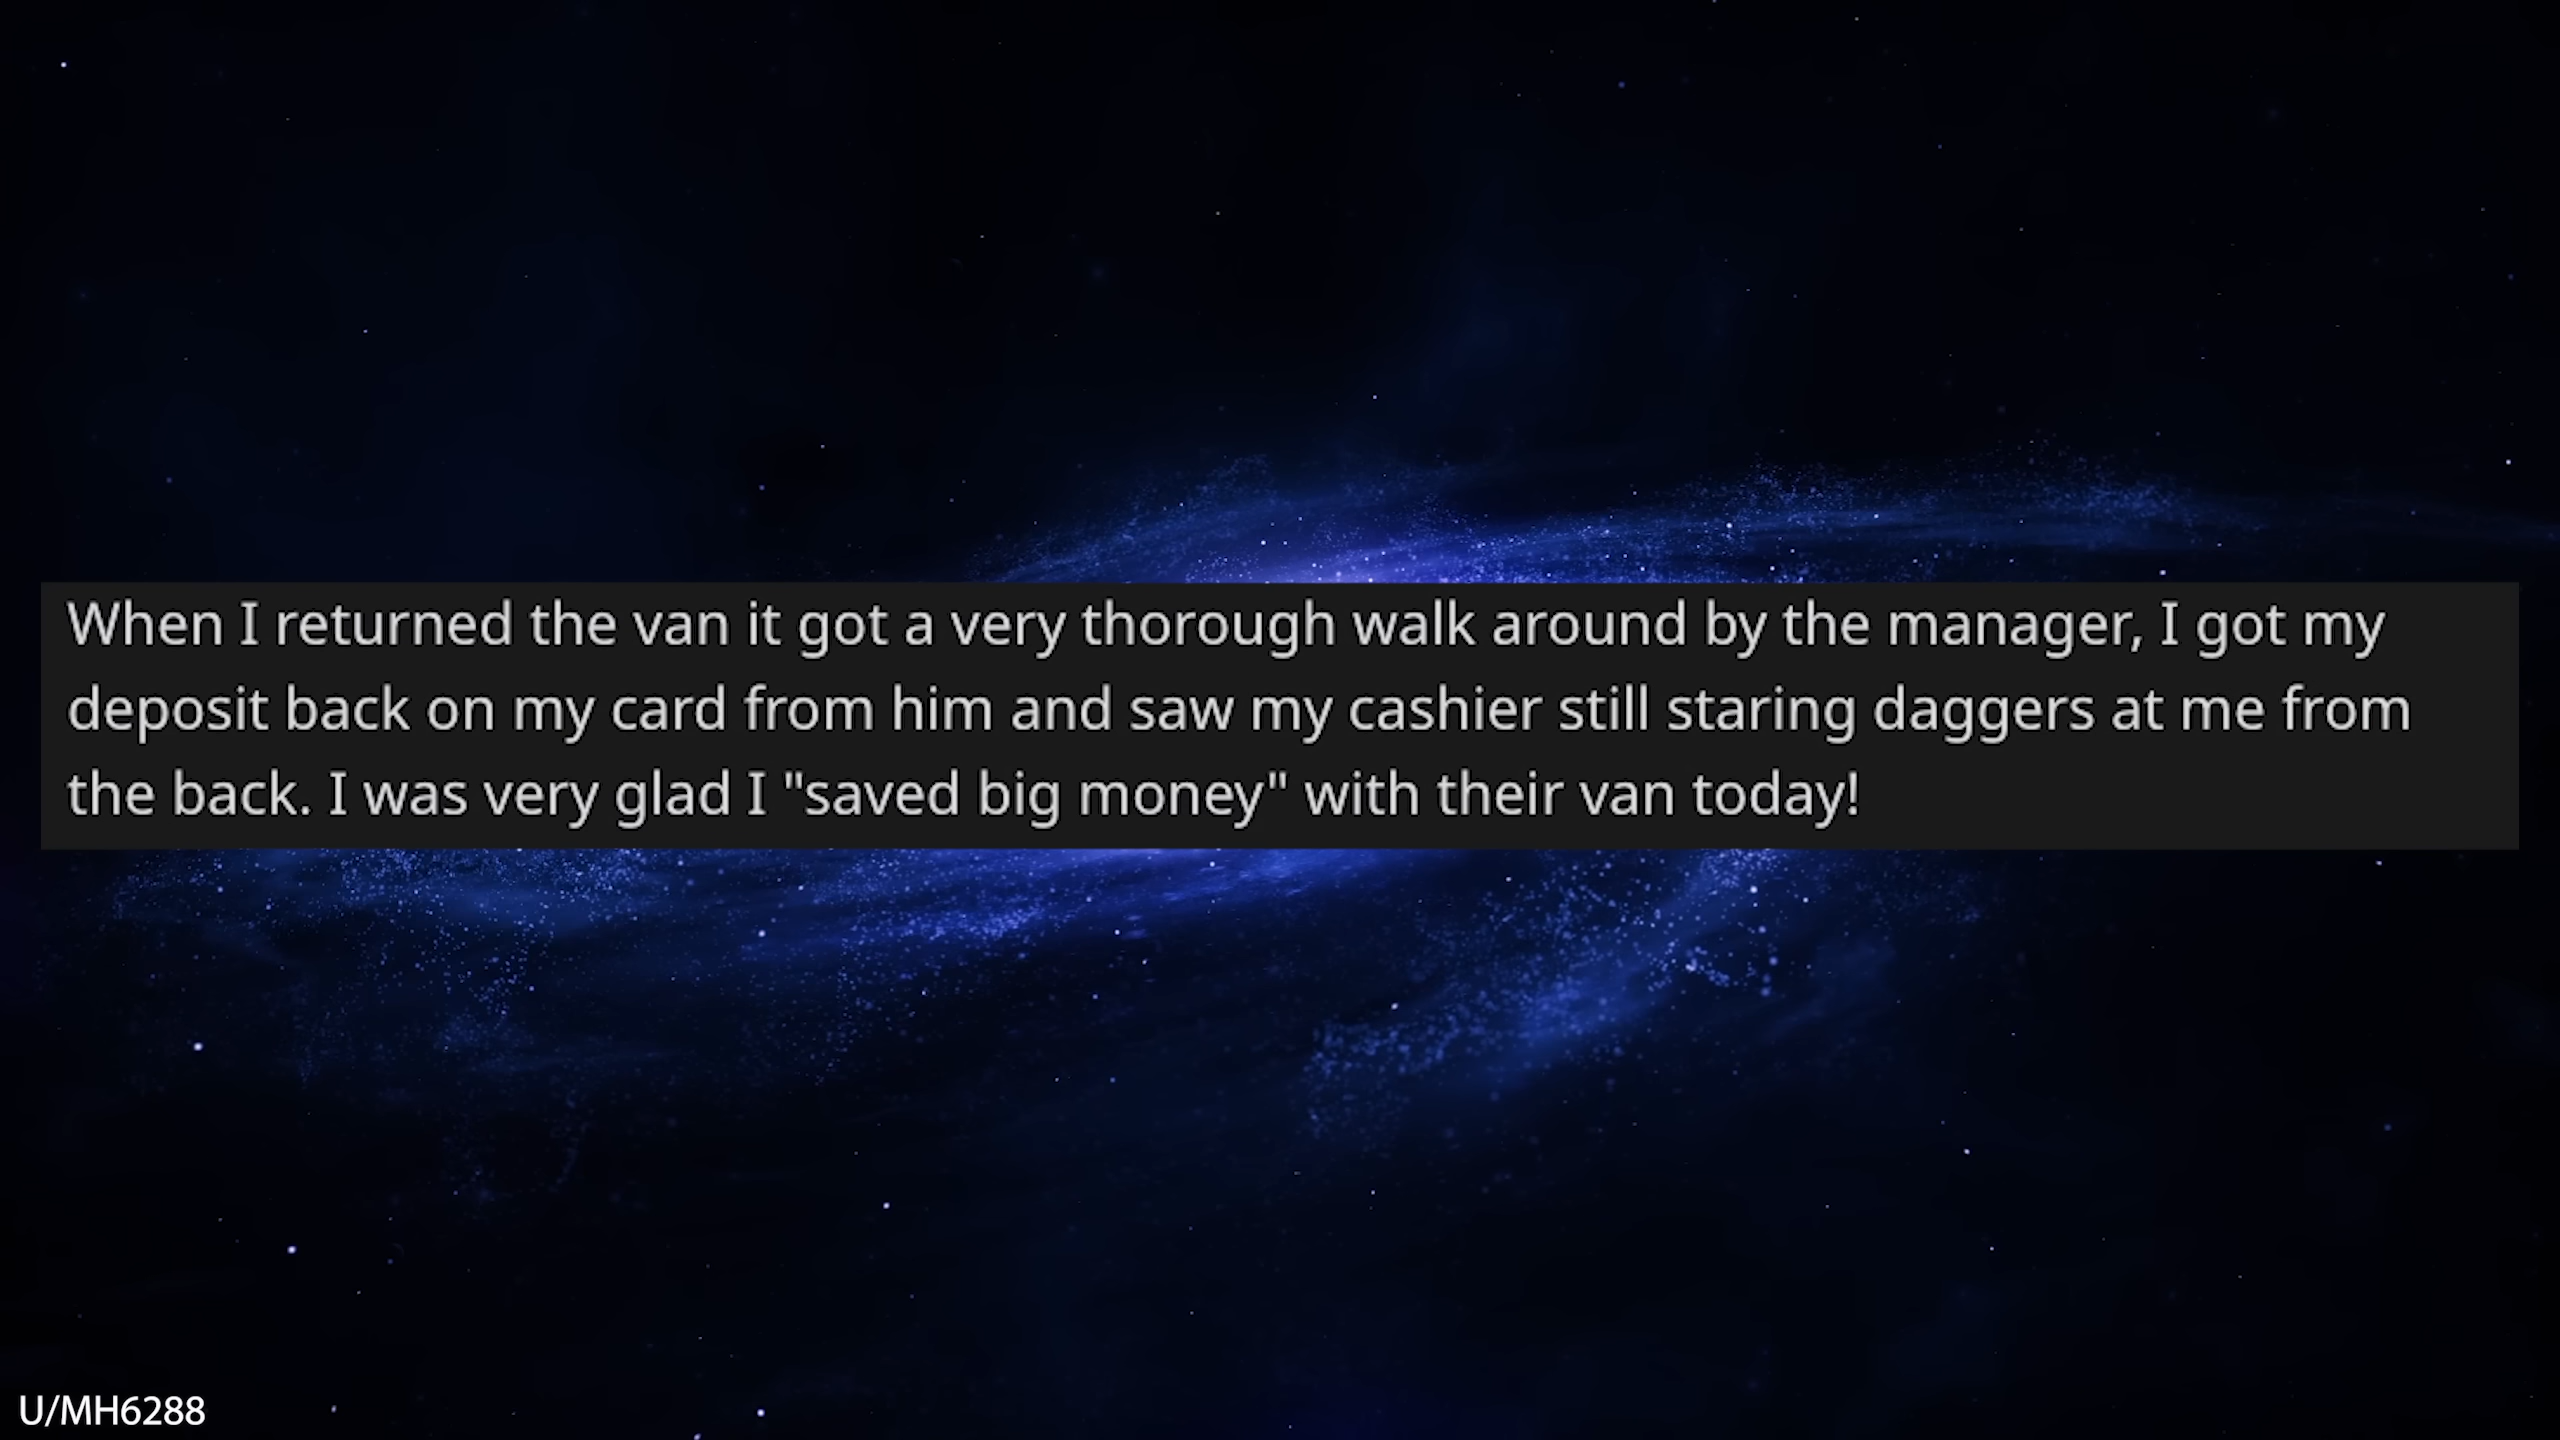 When I returned the van it got a very thorough walk around by the manager, I got my
deposit back on my card from him and saw my cashier still staring daggers at me from
the back. I was very glad I "saved big money" with their van today!
U/MH6288